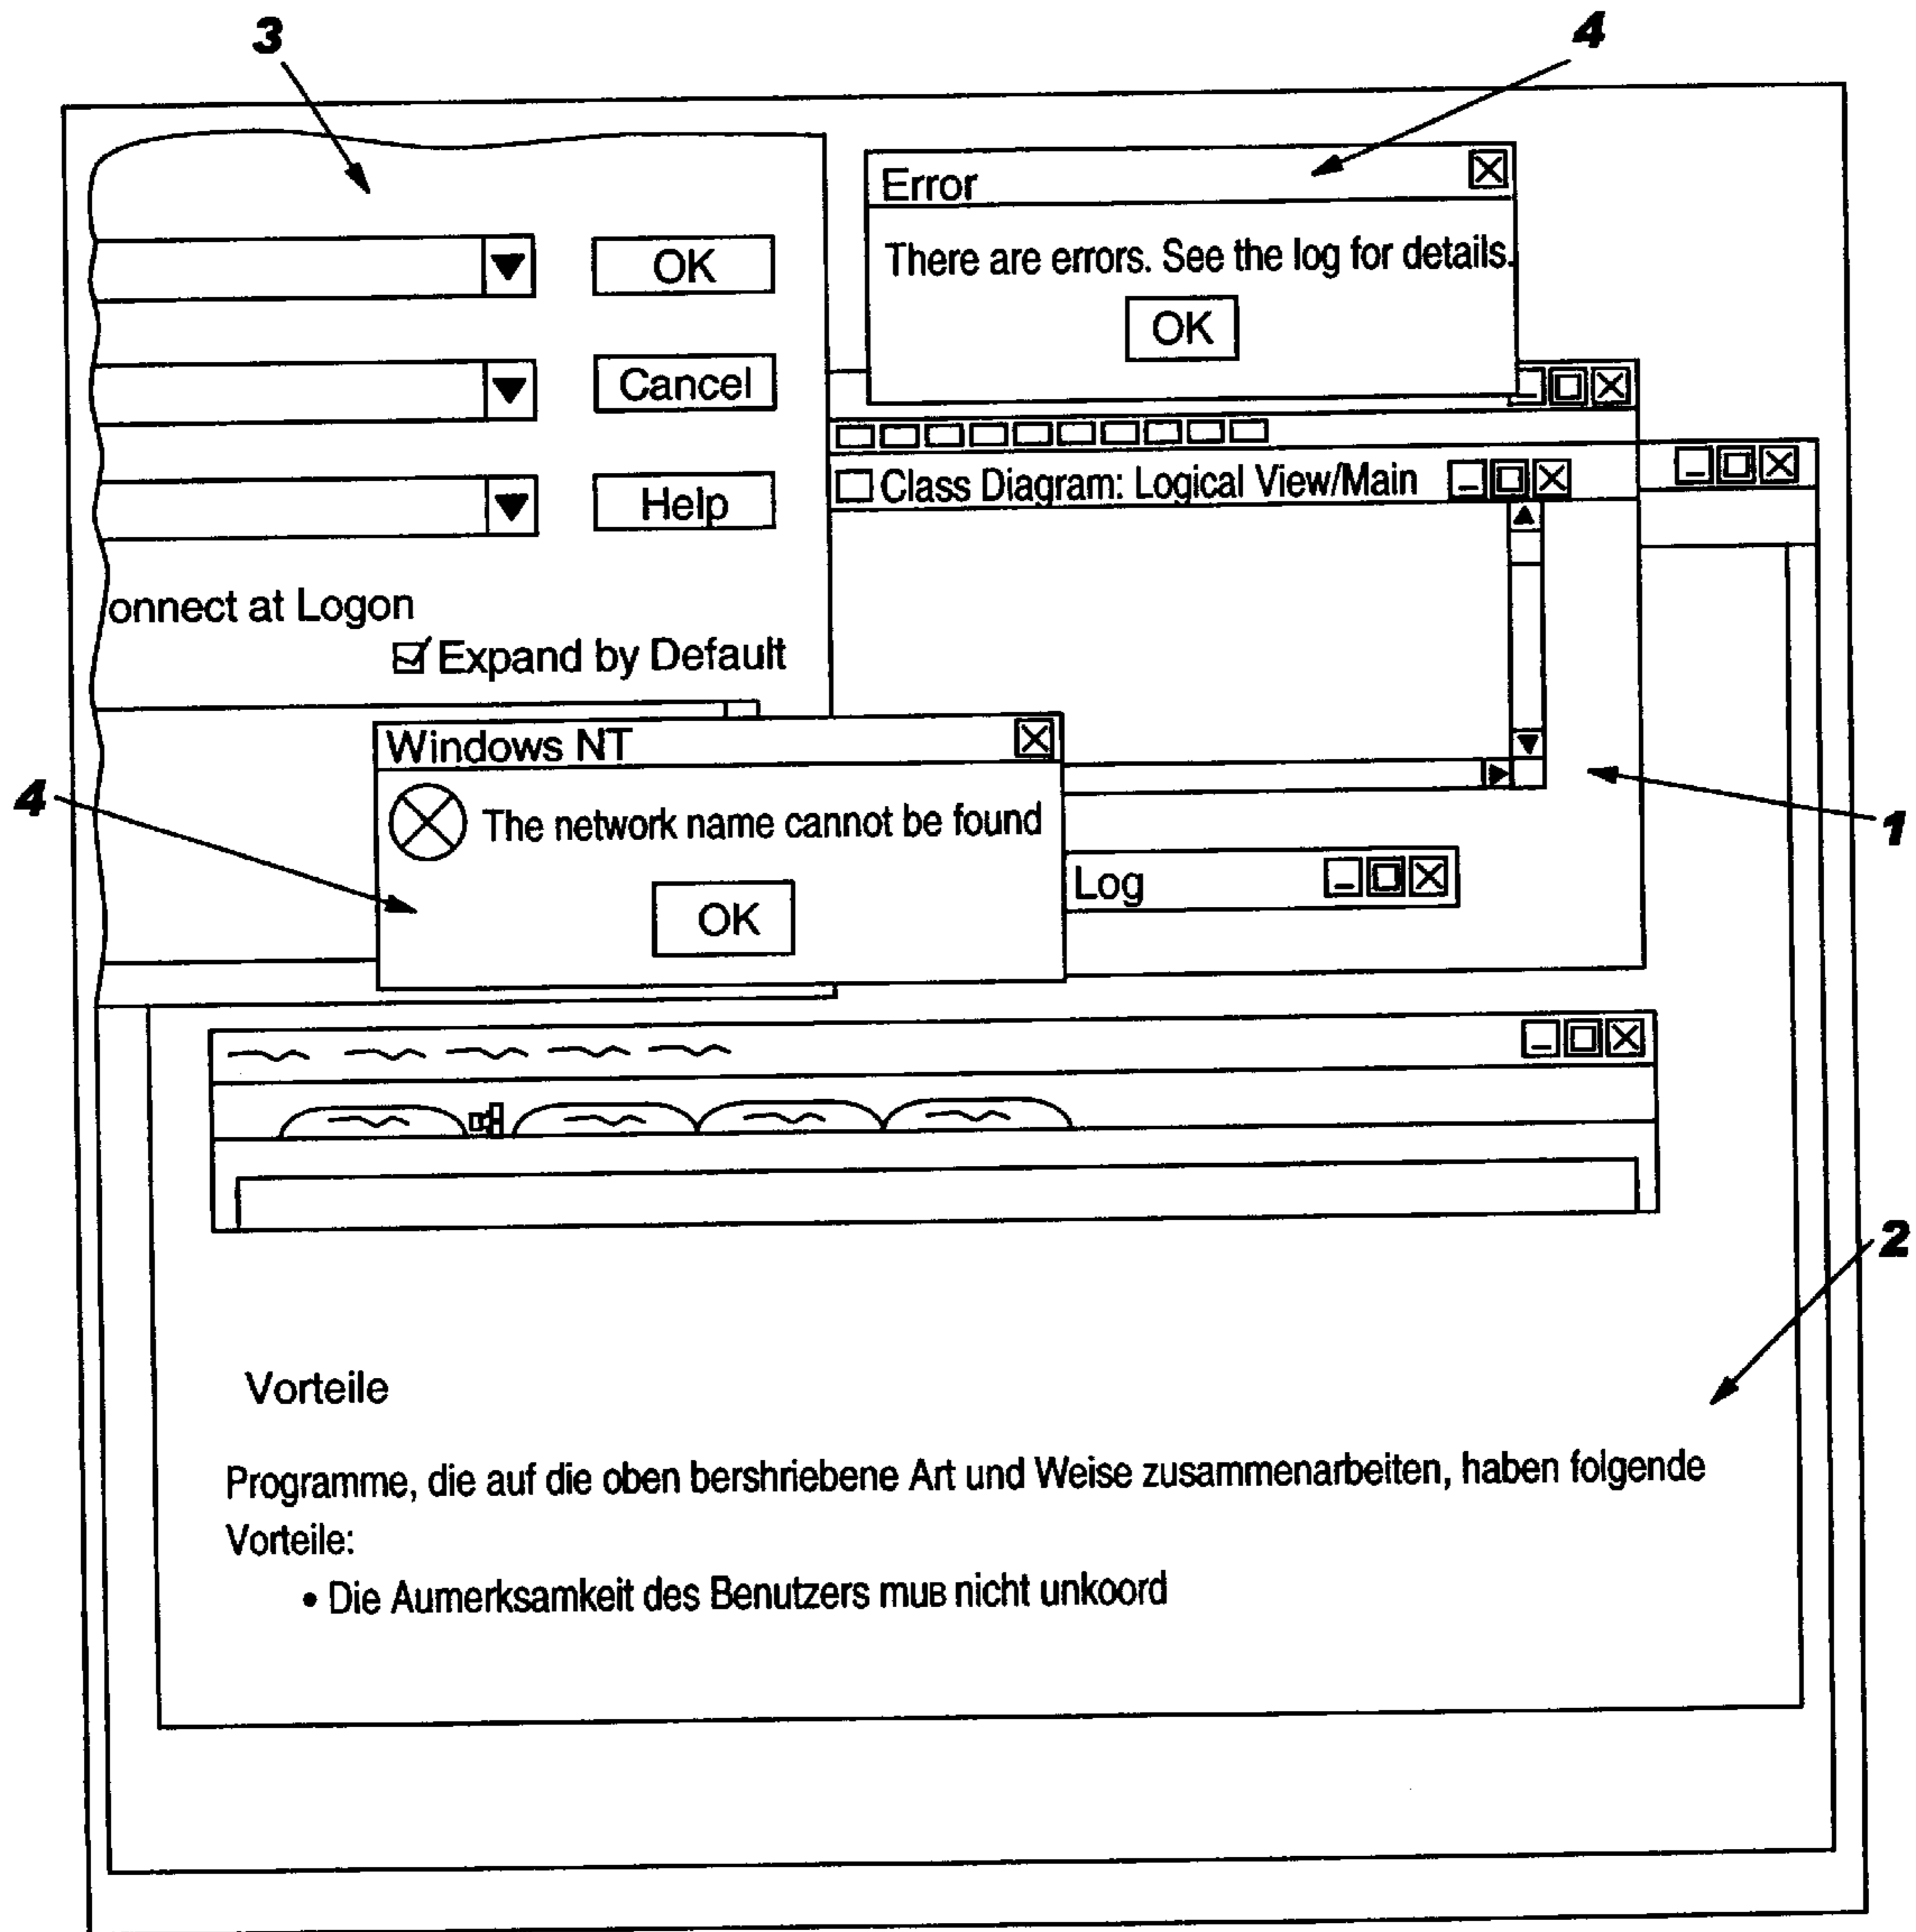 3
4
Error
There are errors. See the log for details.
OK
OK
Cancel
Help
Class Diagram: Logical View/Main
onnect at Logon
Expand by Default
Windows NT
The network name cannot be found
OK
4
1
Log
2
Vorteile
Programme, die auf die oben bershriebene Art und Weise zusammenarbeiten, haben folgende
Vorteile:
• Die Aumerksamkeit des Benutzers muB nicht unkoord